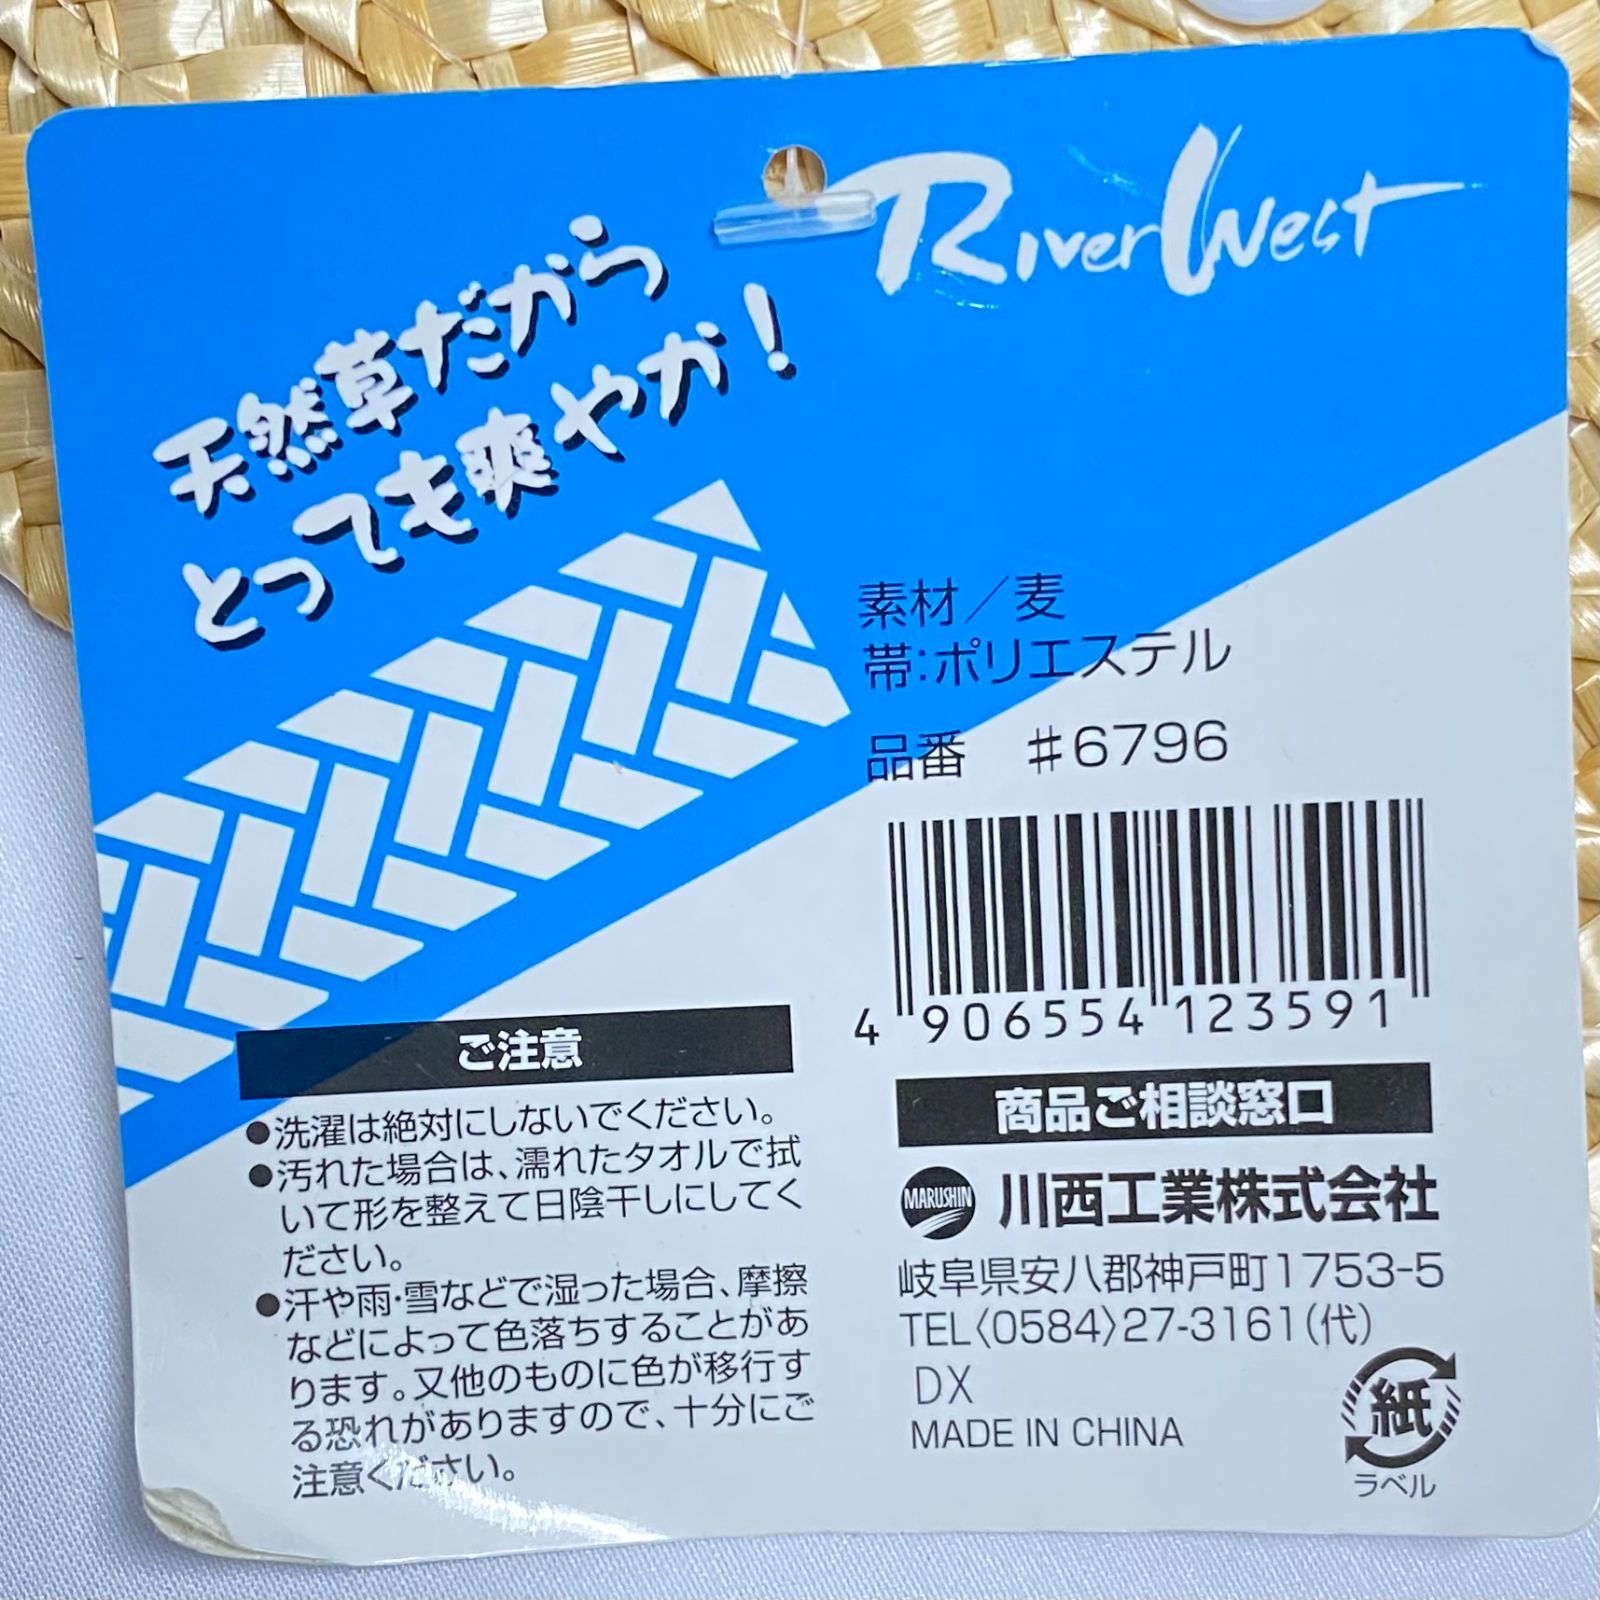 RiverWest
天然草だから
とっても爽やか！
素材／麦
帯：ポリエステル
品番　♯6796
4 906554 123591
ご注意
●洗濯は絶対にしないでください。
●汚れた場合は、濡れたタオルで拭
いて形を整えて日陰干しにしてく
ださい。
●汗や雨・雪などで湿った場合、摩擦
などによって色落ちすることがあ
ります。又他のものに色が移行す
る恐れがありますので、十分にご
注意ください。
商品ご相談窓口
MARUSHIN 川西工業株式会社
岐阜県安八郡神戸町1753-5
TEL〈0584〉27-3161(代)
DX
MADE IN CHINA
紙
ラベル